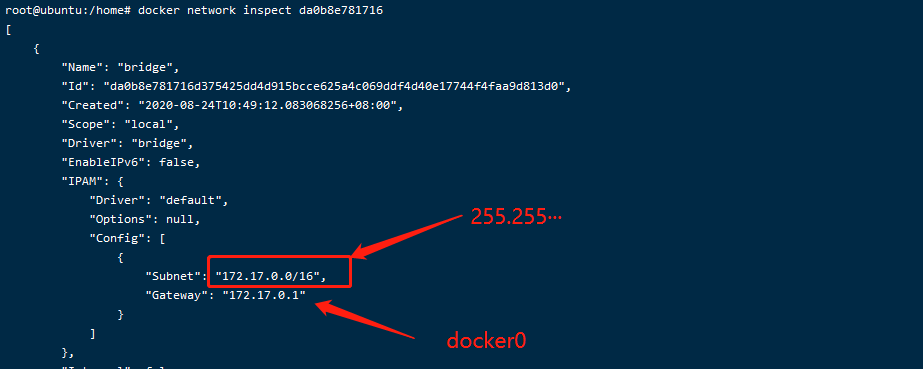 root@ubuntu:/home# docker network inspect da0b8e781716
[
    {
        "Name": "bridge",
        "Id": "da0b8e781716d375425dd4d915bcce625a4c069ddf4d40e17744f4faa9d813d0",
        "Created": "2020-08-24T10:49:12.083068256+08:00",
        "Scope": "local",
        "Driver": "bridge",
        "EnableIPv6": false,
        "IPAM": {
            "Driver": "default",
            "Options": null,
255.255···
            "Config": [
                {
                    "Subnet": "172.17.0.0/16",
                    "Gateway": "172.17.0.1"
                }
docker0
            ]
        },